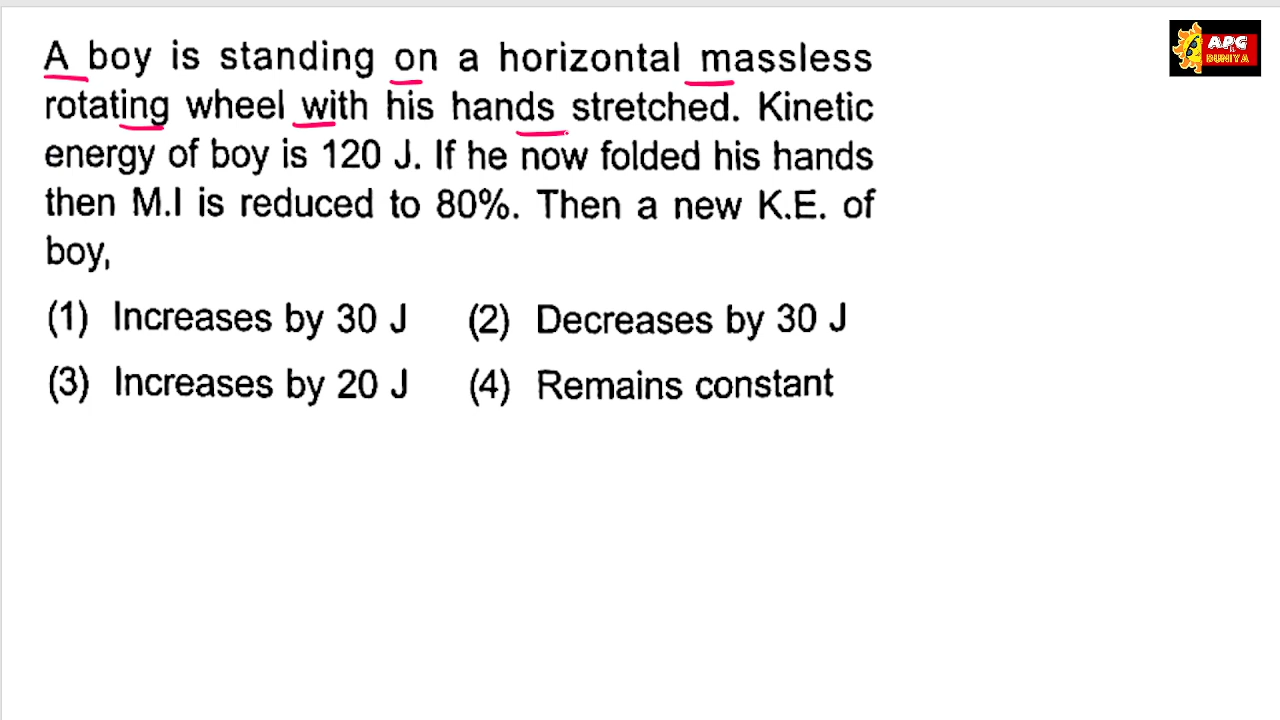 APG
DUNIYA
A boy is standing on a horizontal massless
rotating wheel with his hands stretched. Kinetic
energy of boy is 120 J. If he now folded his hands
then M.I is reduced to 80%. Then a new K.E. of
boy,
(1) Increases by 30 J (2) Decreases by 30 J
(3) Increases by 20 J (4) Remains constant